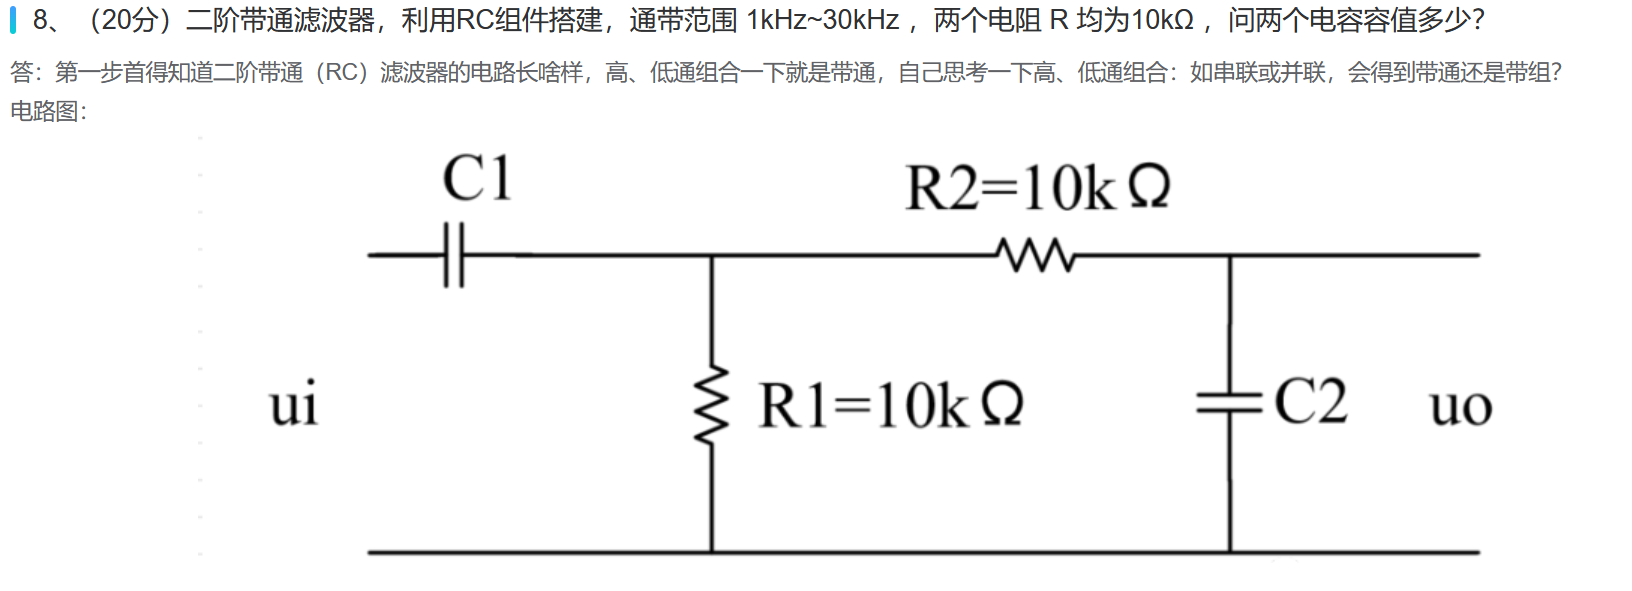 8、（20分）二阶带通滤波器，利用RC组件搭建，通带范围 1kHz~30kHz ，两个电阻 R 均为10kΩ ，问两个电容容值多少？
答：第一步首得知道二阶带通（RC）滤波器的电路长啥样，高、低通组合一下就是带通，自己思考一下高、低通组合：如串联或并联，会得到带通还是带组？
电路图：
C1
R2=10kΩ
ui
R1=10kΩ
C2
uo